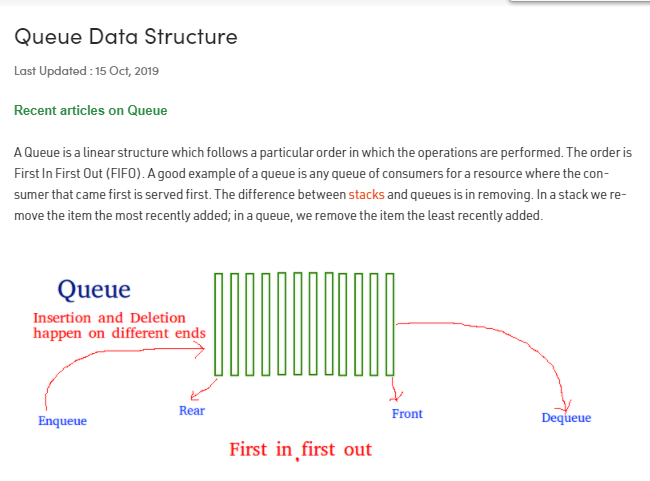 Queue Data Structure
Last Updated : 15 Oct, 2019
Recent articles on Queue
A Queue is a linear structure which follows a particular order in which the operations are performed. The order is
First In First Out (FIFO). A good example of a queue is any queue of consumers for a resource where the con-
sumer that came first is served first. The difference between stacks and queues is in removing. In a stack we re-
move the item the most recently added; in a queue, we remove the item the least recently added.
Queue
Insertion and Deletion
happen on different ends
Rear
Front
Enqueue
Dequeue
First in first out